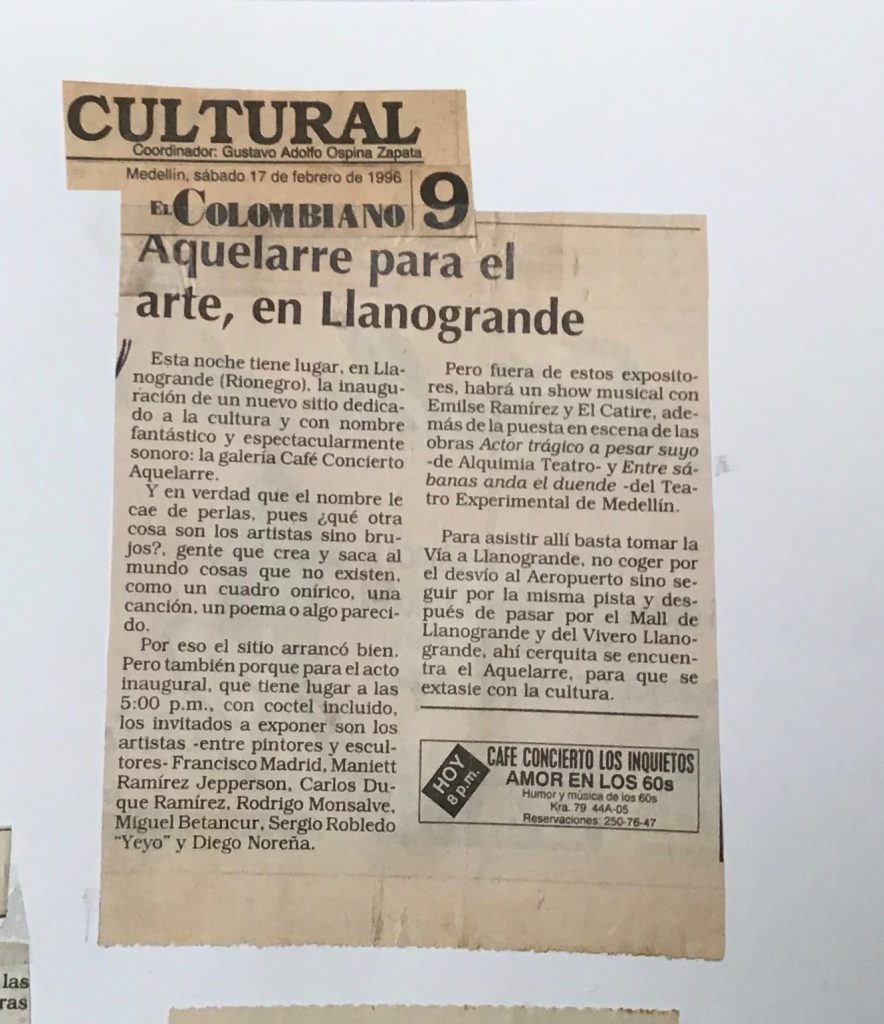 CULTURAL
Coordinador: Gustavo Adolfo Ospina Zapata
Medellín, sábado 17 de febrero de 1996
EL COLOMBIANO 9
Aquelarre para el
arte, en Llanogrande
Esta noche tiene lugar, en Lla-
nogrande (Rionegro), la inaugu-
ración de un nuevo sitio dedica-
do a la cultura y con nombre
fantástico y espectacularmente
sonoro: la galería Café Concierto
Aquelarre.
Y en verdad que el nombre le
cae de perlas, pues ¿qué otra
cosa son los artistas sino bru-
jos?, gente que crea y saca al
mundo cosas que no existen,
como un cuadro onírico, una
canción, un poema o algo pareci-
do.
Por eso el sitio arrancó bien.
Pero también porque para el acto
inaugural, que tiene lugar a las
5:00 p.m., con coctel incluido,
los invitados a exponer son los
artistas -entre pintores y escul-
tores- Francisco Madrid, Maniett
Ramírez Jepperson, Carlos Du-
que Ramírez, Rodrigo Monsalve,
Miguel Betancur, Sergio Robledo
"Yeyo" y Diego Noreña.
Pero fuera de estos exposito-
res, habrá un show musical con
Emilse Ramírez y El Catire, ade-
más de la puesta en escena de las
obras Actor trágico a pesar suyo
-de Alquimia Teatro- y Entre sá-
banas anda el duende -del Tea-
tro Experimental de Medellín.
Para asistir allí basta tomar la
Vía a Llanogrande, no coger por
el desvío al Aeropuerto sino se-
guir por la misma pista y des-
pués de pasar por el Mall de
Llanogrande y del Vivero Llano-
grande, ahí cerquita se encuen-
tra el Aquelarre, para que se
extasie con la cultura.
HOY
8 p.m.
CAFE CONCIERTO LOS INQUIETOS
AMOR EN LOS 60s
Humor y música de los 60s
Kra. 79 44A-05
Reservaciones: 250-76-47
las
ras